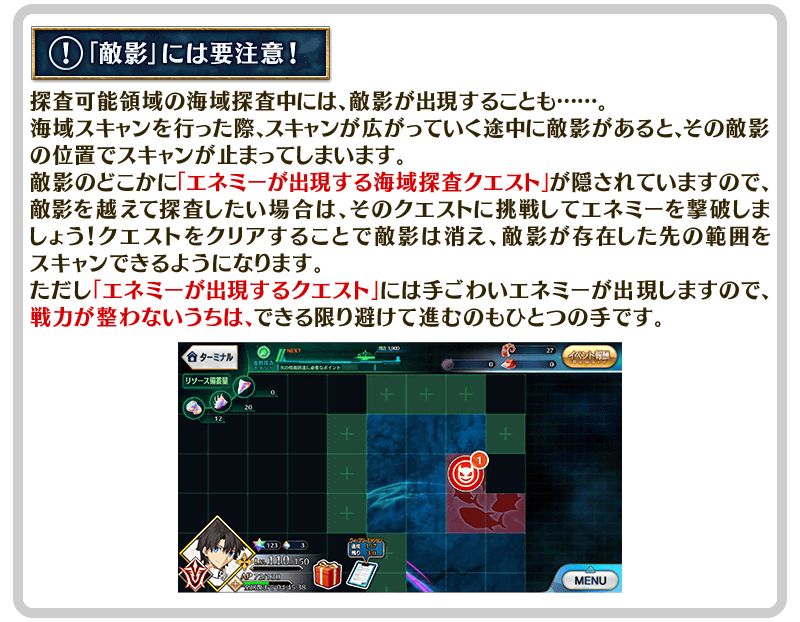 ！「敵影」には要注意！
探査可能領域の海域探査中には、敵影が出現することも……。
海域スキャンを行った際、スキャンが広がっていく途中に敵影があると、その敵影
の位置でスキャンが止まってしまいます。
敵影のどこかに「エネミーが出現する海域探査クエスト」が隠されていますので、
敵影を越えて探査したい場合は、そのクエストに挑戦してエネミーを撃破しま
しょう！クエストをクリアすることで敵影は消え、敵影が存在した先の範囲を
スキャンできるようになります。
ただし「エネミーが出現するクエスト」には手ごわいエネミーが出現しますので、
戦力が整わないうちは、できる限り避けて進むのもひとつの手です。
ターミナル
NEXT
27
イベント報酬
0
0
リソース備蓄量
0
20
12
1
123
3
Lv.110/150
MENU